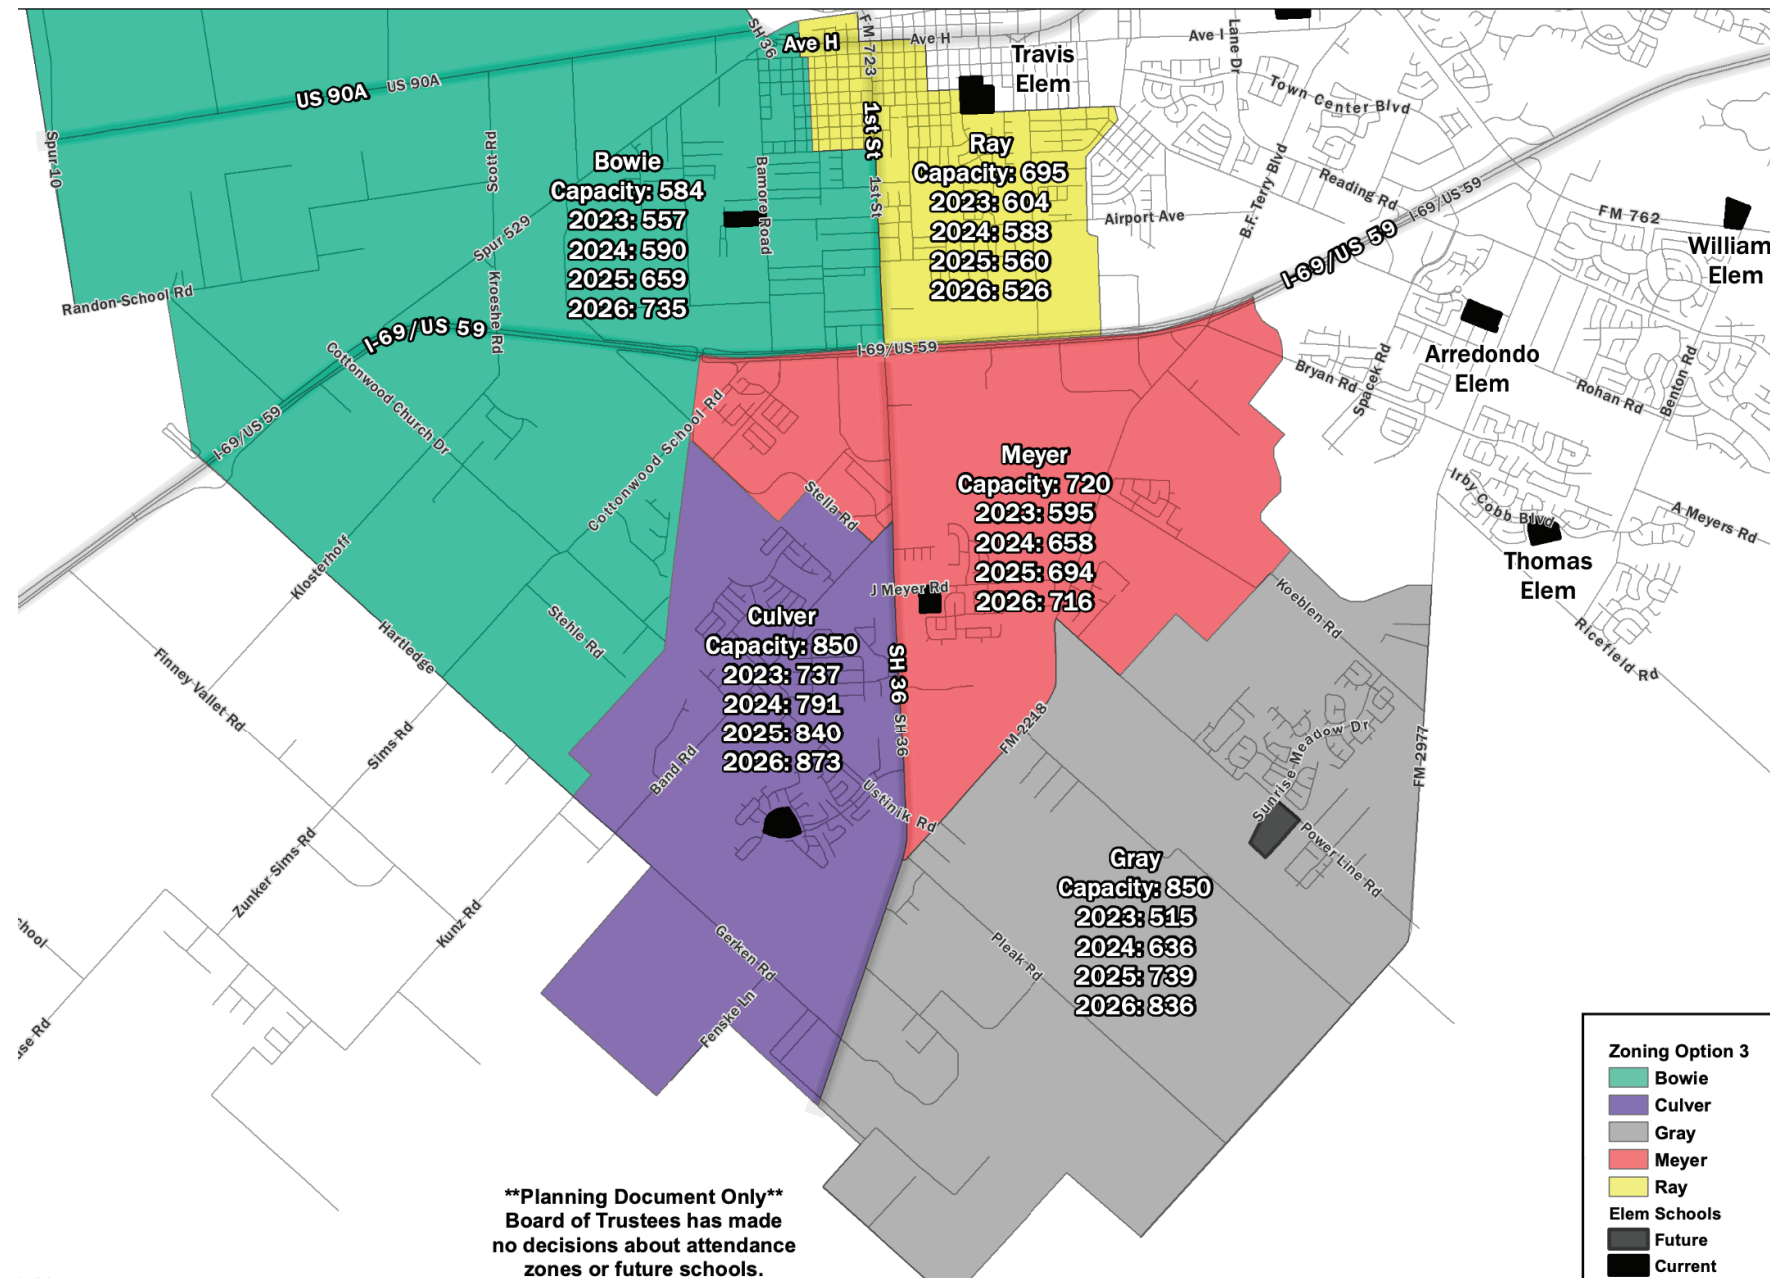 SH 36
Ave H
FM 723
Ave H
Travis
Elem
Ave I
Lane Dr
Town Center Blvd
US 90A
US 90A
Spur 10
Scott Rd
1st St
1st St
Bamore Road
Bowie
Capacity: 584
2023: 557
2024: 590
2025: 659
2026: 735
Ray
Capacity: 695
2023: 604
2024: 588
2025: 560
2026: 526
Airport Ave
B.F. Terry Blvd
Reading Rd
I-69/US 59
I-69/US 59
FM 762
William
Elem
Spur 529
Randon School Rd
Kroeshe Rd
I-69/US 59
I-69/US 59
I-69/US 59
Cottonwood Church Dr
Cottonwood School Rd
Arredondo
Elem
Bryan Rd
Spacek Rd
Rohan Rd
Benton Rd
Meyer
Capacity: 720
2023: 595
2024: 658
2025: 694
2026: 716
Stella Rd
Irby Cobb Blvd
A Meyers Rd
Thomas
Elem
J Meyer Rd
Koeblen Rd
Ricefield Rd
Klosterhoff
Stehle Rd
Hartledge
Finney Vallet Rd
Sims Rd
Culver
Capacity: 850
2023: 737
2024: 791
2025: 840
2026: 873
SH 36
SH 36
FM 2218
Band Rd
Ustinik Rd
Sunrise Meadow Dr
FM 2977
Power Line Rd
Zunker Sims Rd
Kunz Rd
Gray
Capacity: 850
2023: 515
2024: 636
2025: 739
2026: 836
Pleak Rd
Gerken Rd
Fenske Ln
hool
se Rd
Zoning Option 3
Bowie
Culver
Gray
Meyer
Ray
Elem Schools
Future
Current
**Planning Document Only**
Board of Trustees has made
no decisions about attendance
zones or future schools.